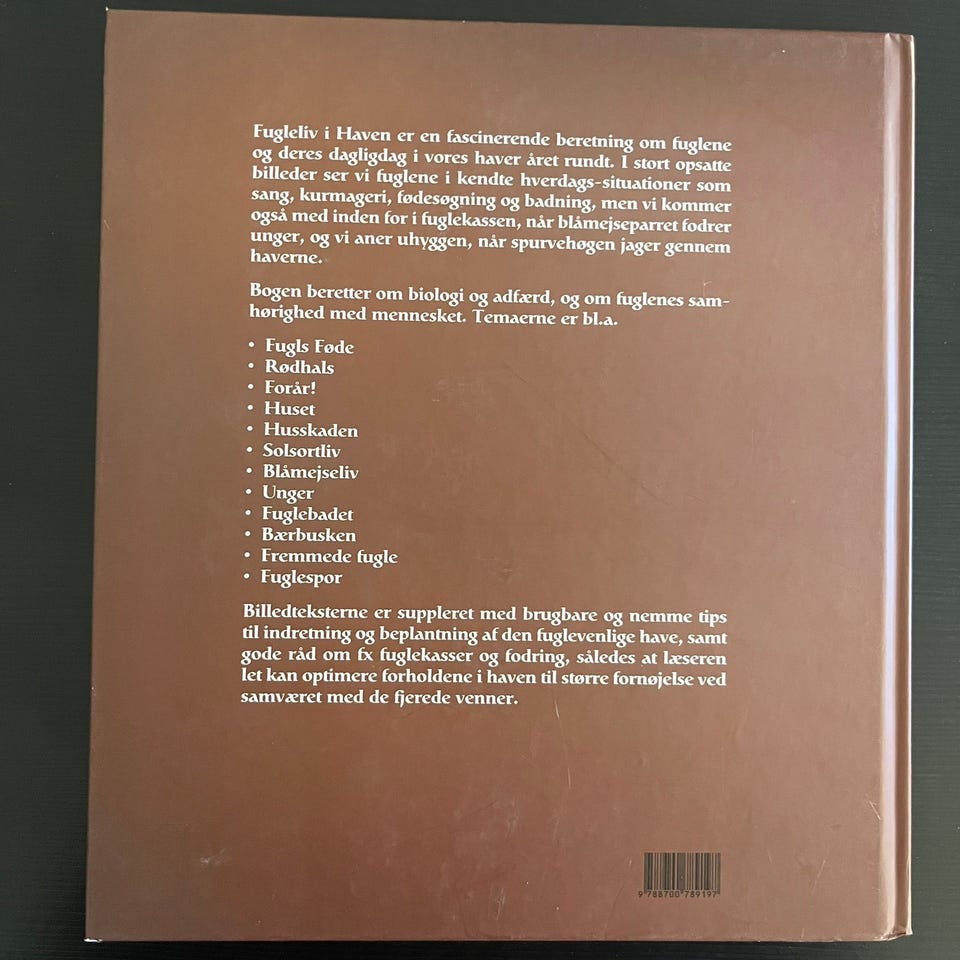 Fugleliv i Haven er en fascinerende beretning om fuglene
og deres dagligdag i vores haver året rundt. I stort opsatte
billeder ser vi fuglene i kendte hverdags-situationer som
sang, kurmageri, fødesøgning og badning, men vi kommer
også med inden for i fuglekassen, når blåmejseparret fodrer
unger, og vi aner uhyggen, når spurvehøgen jager gennem
haverne.
Bogen beretter om biologi og adfærd, og om fuglenes sam-
hørighed med mennesket. Temaerne er bl.a.
• Fugls Føde
• Rødhals
• Forår!
• Huset
• Husskaden
• Solsortliv
• Blåmejseliv
• Unger
• Fuglebadet
• Bærbusken
• Fremmede fugle
• Fuglespor
Billedteksterne er suppleret med brugbare og nemme tips
til indretning og beplantning af den fuglevenlige have, samt
gode råd om fx fuglekasser og fodring, således at læseren
let kan optimere forholdene i haven til større fornøjelse ved
samværet med de fjerede venner.
9 788700 789197